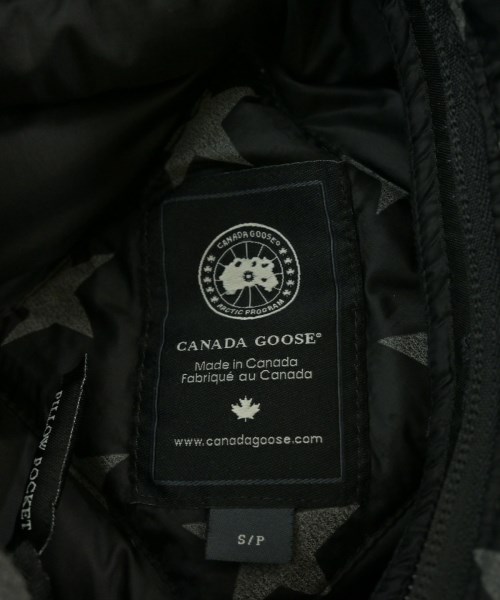 CANADA GOOSE®
ARCTIC PROGRAM
CANADA GOOSE®
Made in Canada
Fabriqué au Canada
www.canadagoose.com
S/P
PILLOW POCKET